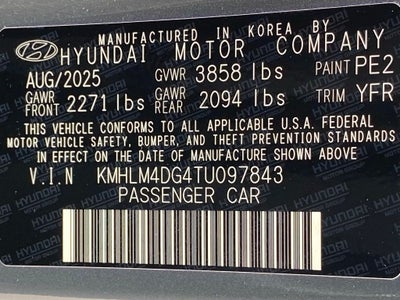 MANUFACTURED IN KOREA BY
HYUNDAI MOTOR COMPANY
AUG/2025 GVWR 3858 lbs PAINT PE2
GAWR FRONT 2271 lbs GAWR REAR 2094 lbs TRIM YFR
THIS VEHICLE CONFORMS TO ALL APPLICABLE U.S.A. FEDERAL
MOTOR VEHICLE SAFETY, BUMPER, AND THEFT PREVENTION STANDARDS
IN EFFECT ON THE DATE OF MANUFACTURE SHOWN ABOVE.
V.I.N KMHLM4DG4TU097843
PASSENGER CAR